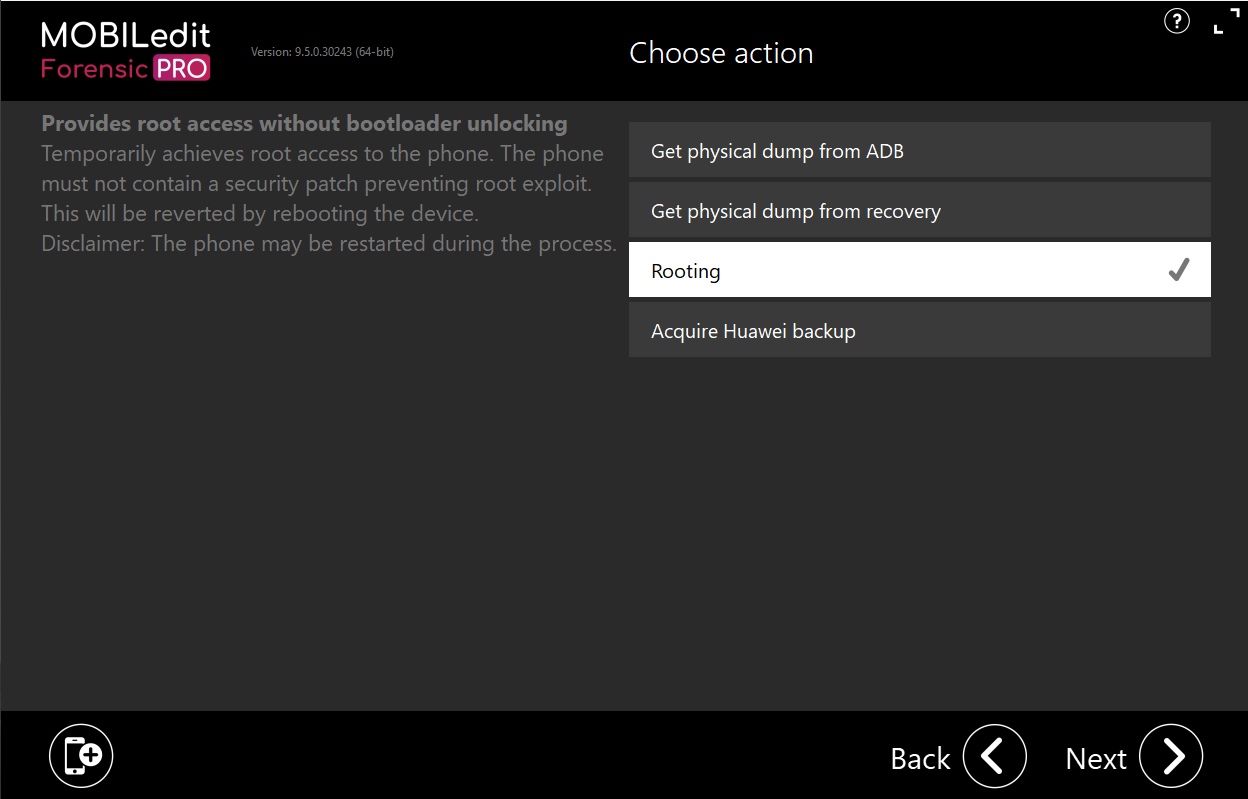 MOBILedit
Forensic PRO
Version: 9.5.0.30243 (64-bit)
Choose action
?
Provides root access without bootloader unlocking
Temporarily achieves root access to the phone. The phone
must not contain a security patch preventing root exploit.
This will be reverted by rebooting the device.
Disclaimer: The phone may be restarted during the process.
Get physical dump from ADB
Get physical dump from recovery
Rooting
Acquire Huawei backup
Back
Next